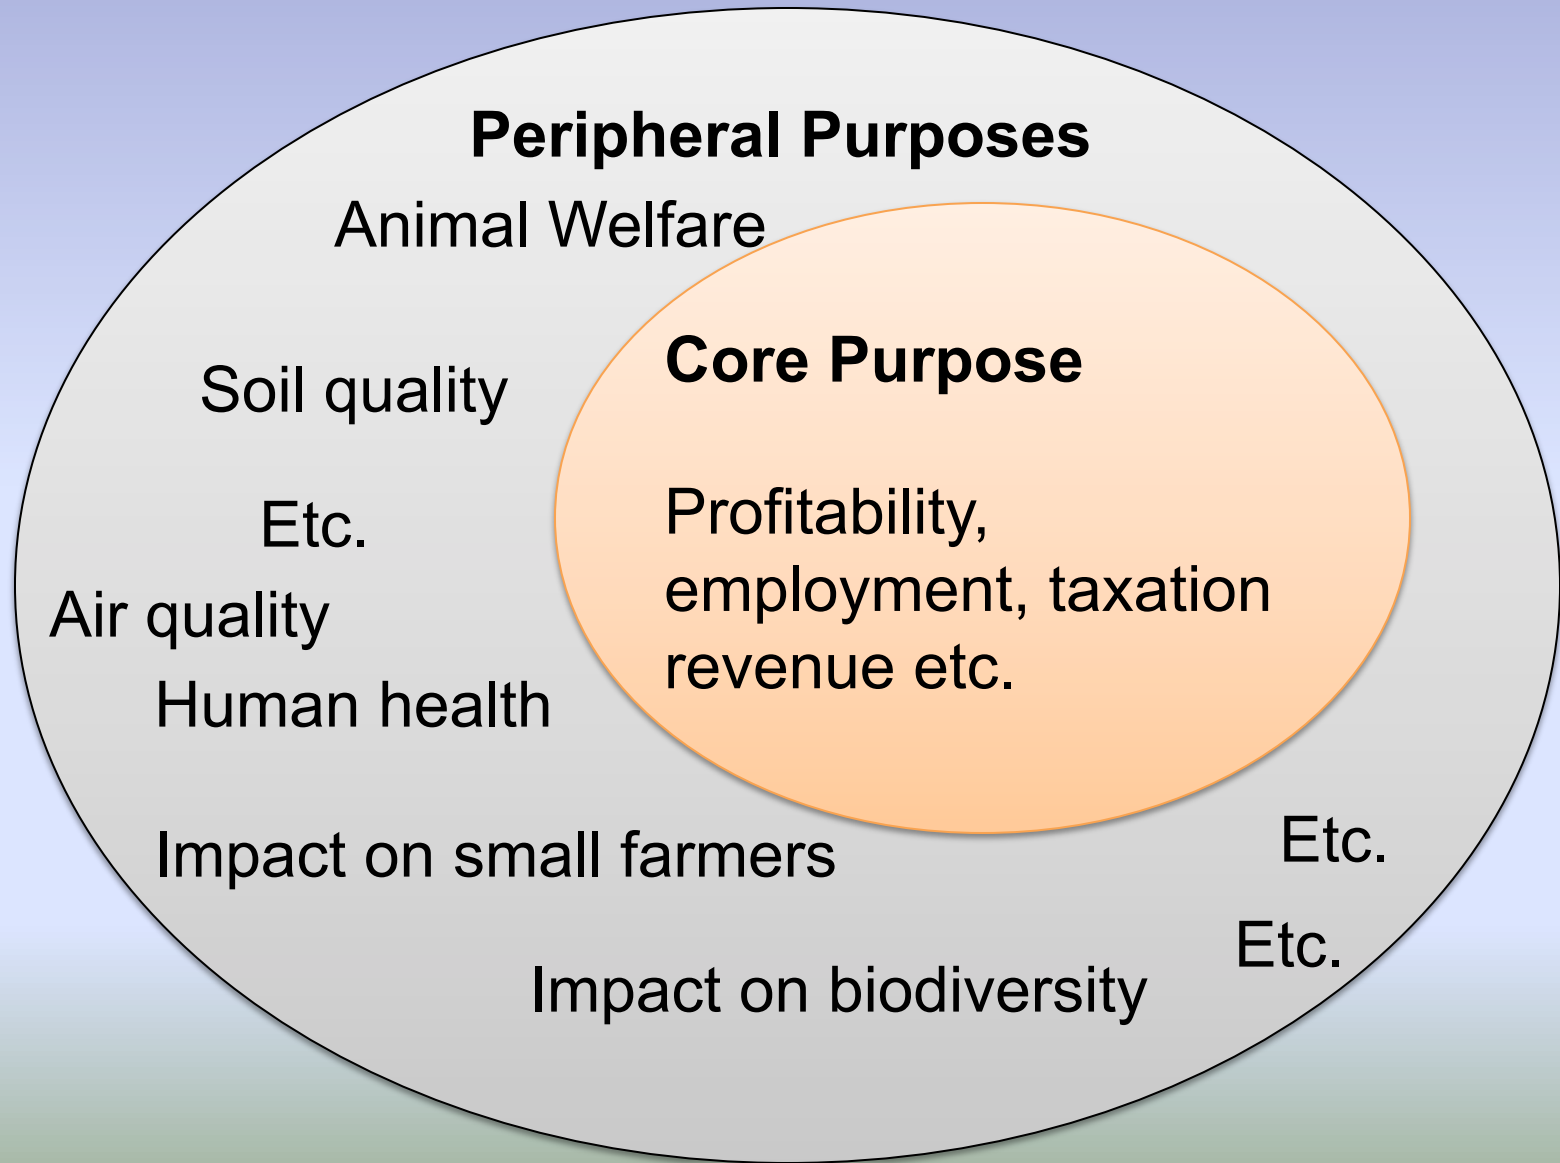 Peripheral Purposes
Animal Welfare
Core Purpose
Soil quality
Profitability,
employment, taxation
revenue etc.
Etc.
Air quality
Human health
Impact on small farmers
Etc.
Etc.
Impact on biodiversity